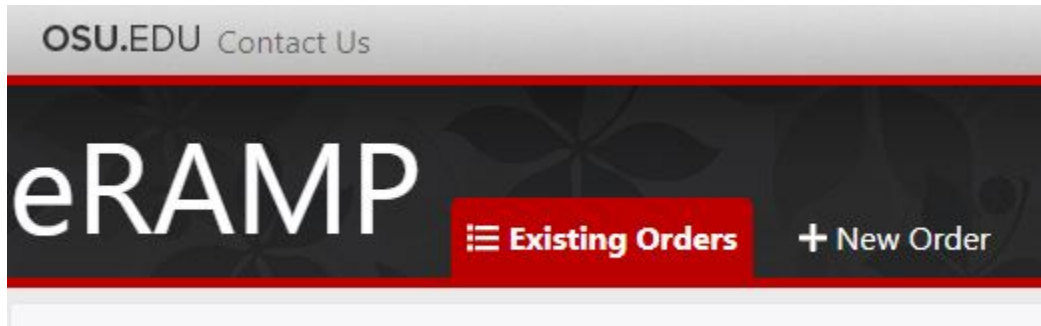 OSU.EDU Contact Us
eRAMP
Existing Orders
+ New Order